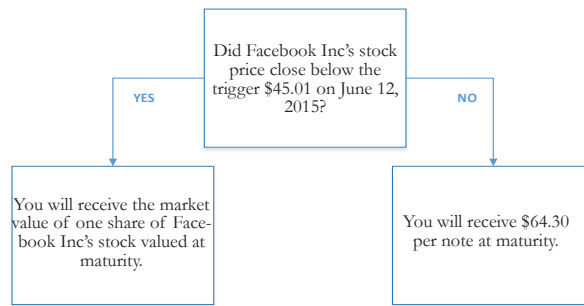 Did Facebook Inc's stock
price close below the
trigger $45.01 on June 12,
2015?
YES
NO
You will receive the market
value of one share of Face-
book Inc's stock valued at
maturity.
You will receive $64.30
per note at maturity.